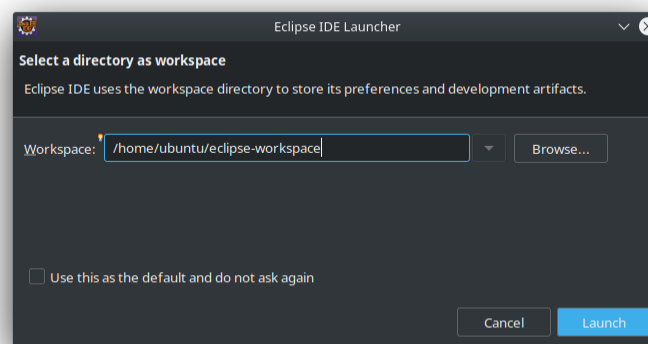 Eclipse IDE Launcher
Select a directory as workspace
Eclipse IDE uses the workspace directory to store its preferences and development artifacts.
Workspace: /home/ubuntu/eclipse-workspace Browse...
Use this as the default and do not ask again
Cancel Launch